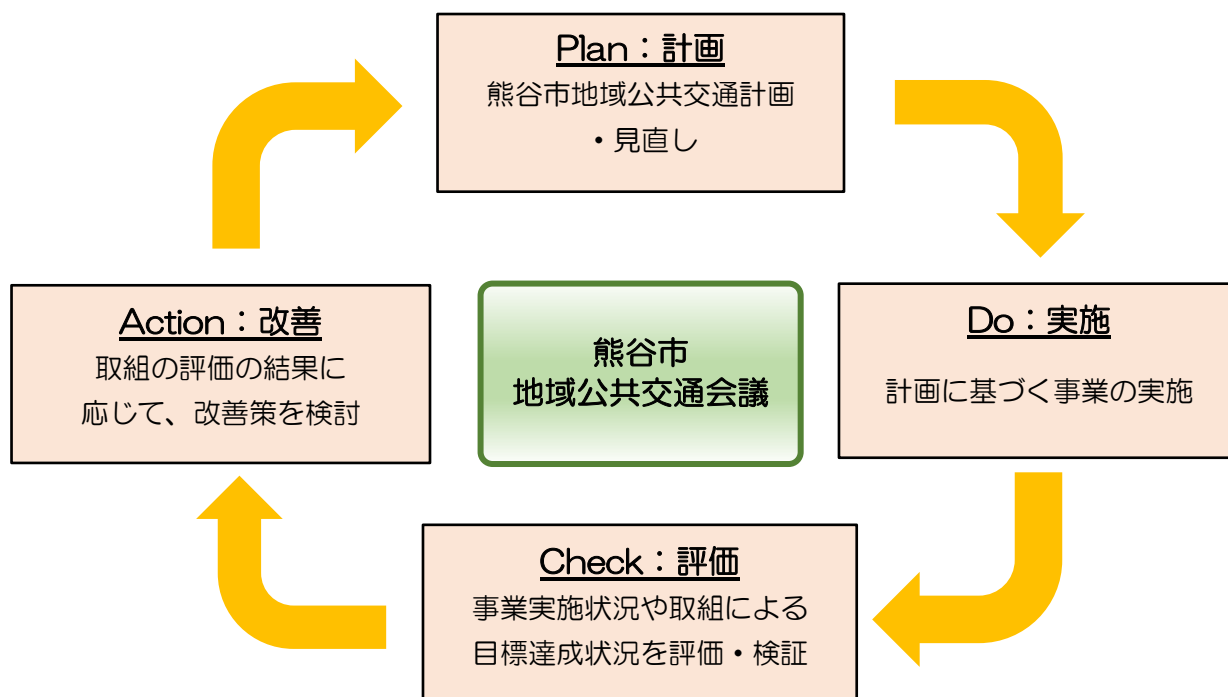 Plan：計画
熊谷市地域公共交通計画
・見直し
Action：改善
取組の評価の結果に
応じて、改善策を検討
熊谷市
地域公共交通会議
Do：実施
計画に基づく事業の実施
Check：評価
事業実施状況や取組による
目標達成状況を評価・検証